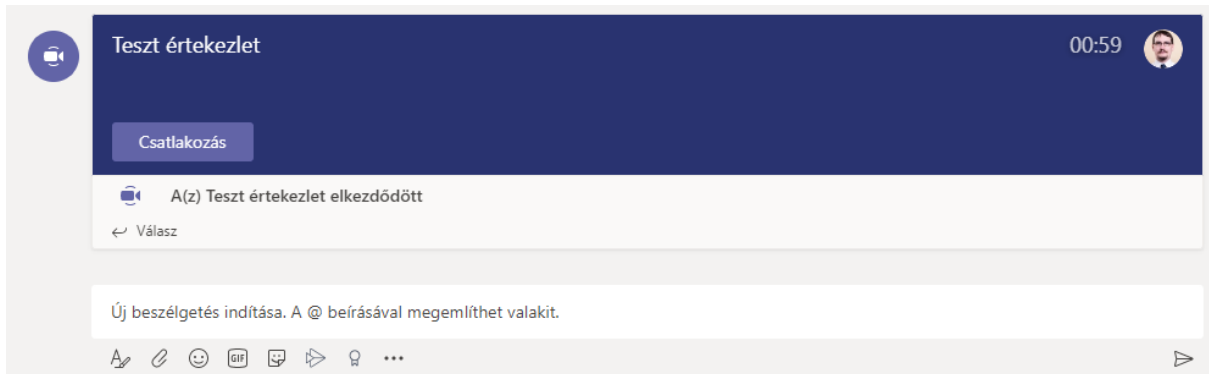 Teszt értekezlet 00:59
Csatlakozás
A(z) Teszt értekezlet elkezdődött
Válasz
Új beszélgetés indítása. A @ beírásával megemlíthet valakit.
GIF